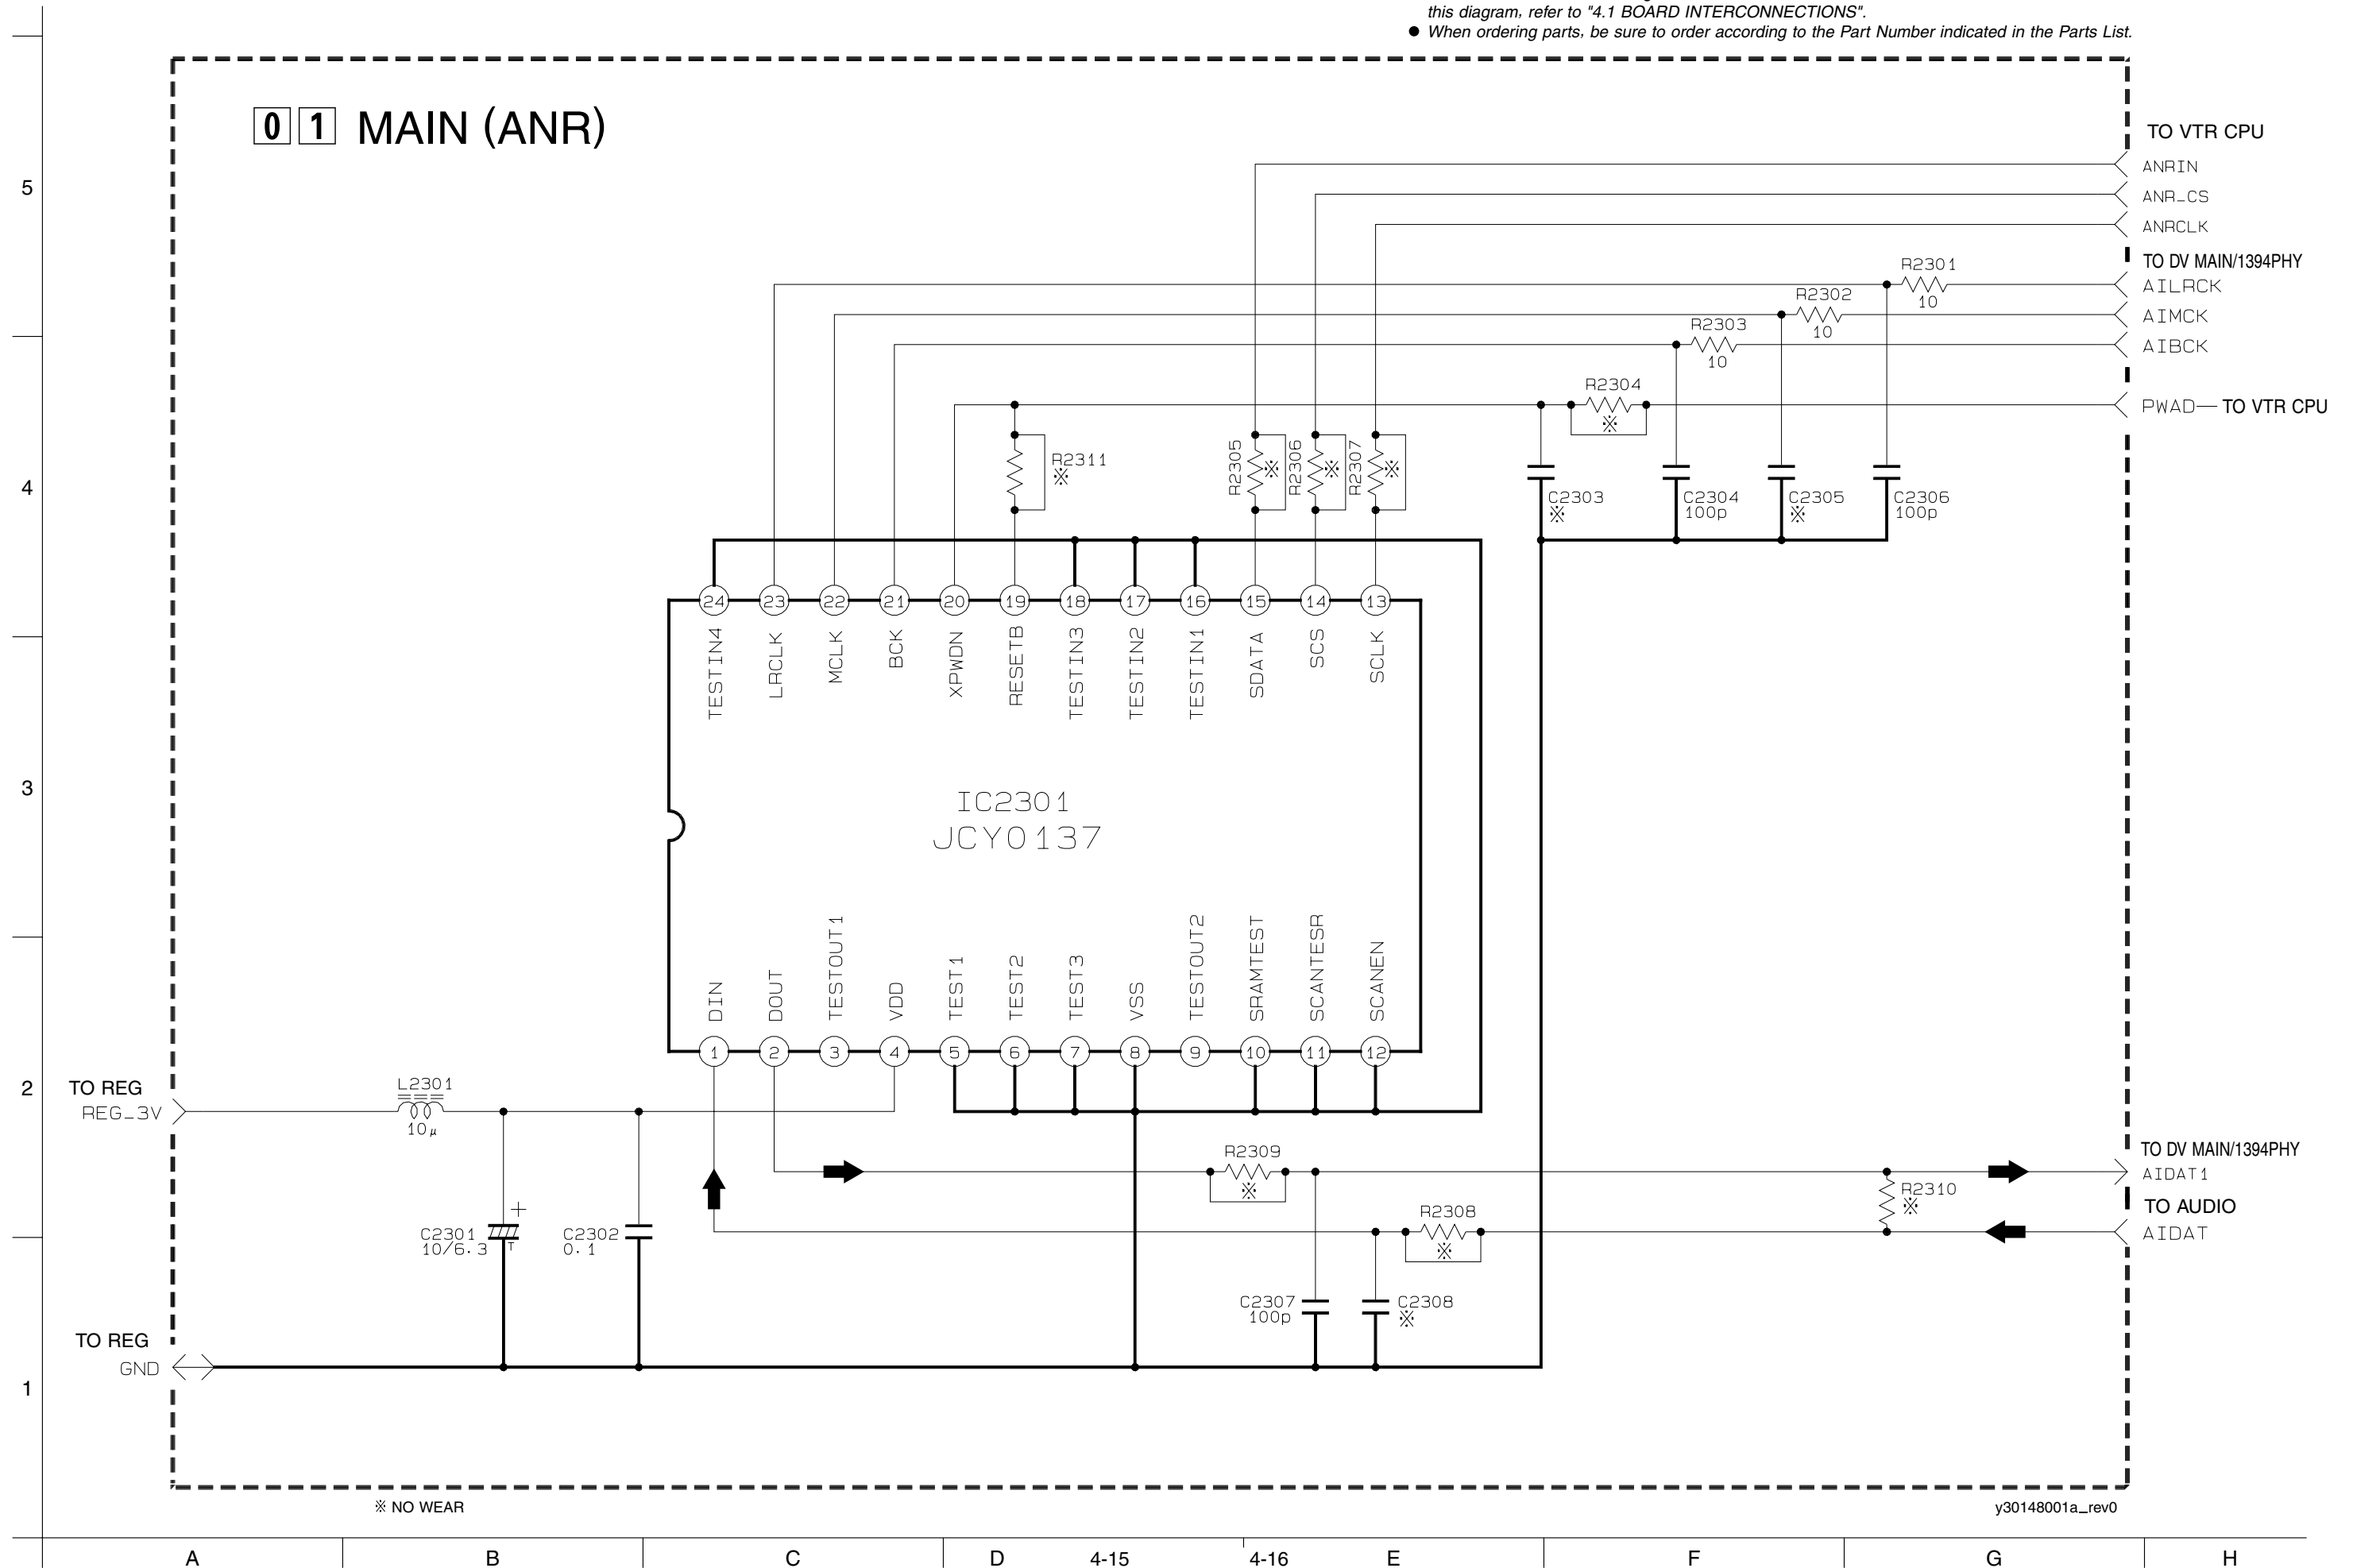 this diagram, refer to "4.1 BOARD INTERCONNECTIONS".
● When ordering parts, be sure to order according to the Part Number indicated in the Parts List.
0 1 MAIN (ANR)
TO VTR CPU
ANRIN
ANR_CS
ANRCLK
TO DV MAIN/1394PHY
R2301
10
AILRCK
R2302
10
AIMCK
R2303
10
AIBCK
R2304
※
PWAD— TO VTR CPU
R2311
※
R2305
※
R2306
※
R2307
※
C2303
※
C2304
100p
C2305
※
C2306
100p
24 23 22 21 20 19 18 17 16 15 14 13
TESTIN4
LRCLK
MCLK
BCK
XPWDN
RESETB
TESTIN3
TESTIN2
TESTIN1
SDATA
SCS
SCLK
IC2301
JCY0137
DIN
DOUT
TESTOUT1
VDD
TEST1
TEST2
TEST3
VSS
TESTOUT2
SRAMTEST
SCANTESR
SCANEN
1 2 3 4 5 6 7 8 9 10 11 12
TO REG
REG_3V
L2301
10μ
C2301
10/6.3
+
T
C2302
0.1
R2309
※
R2308
※
R2310
※
TO DV MAIN/1394PHY
AIDAT1
TO AUDIO
AIDAT
C2307
100p
C2308
※
TO REG
GND
※ NO WEAR
y30148001a_rev0
5
4
3
2
1
A B C D 4-15 4-16 E F G H